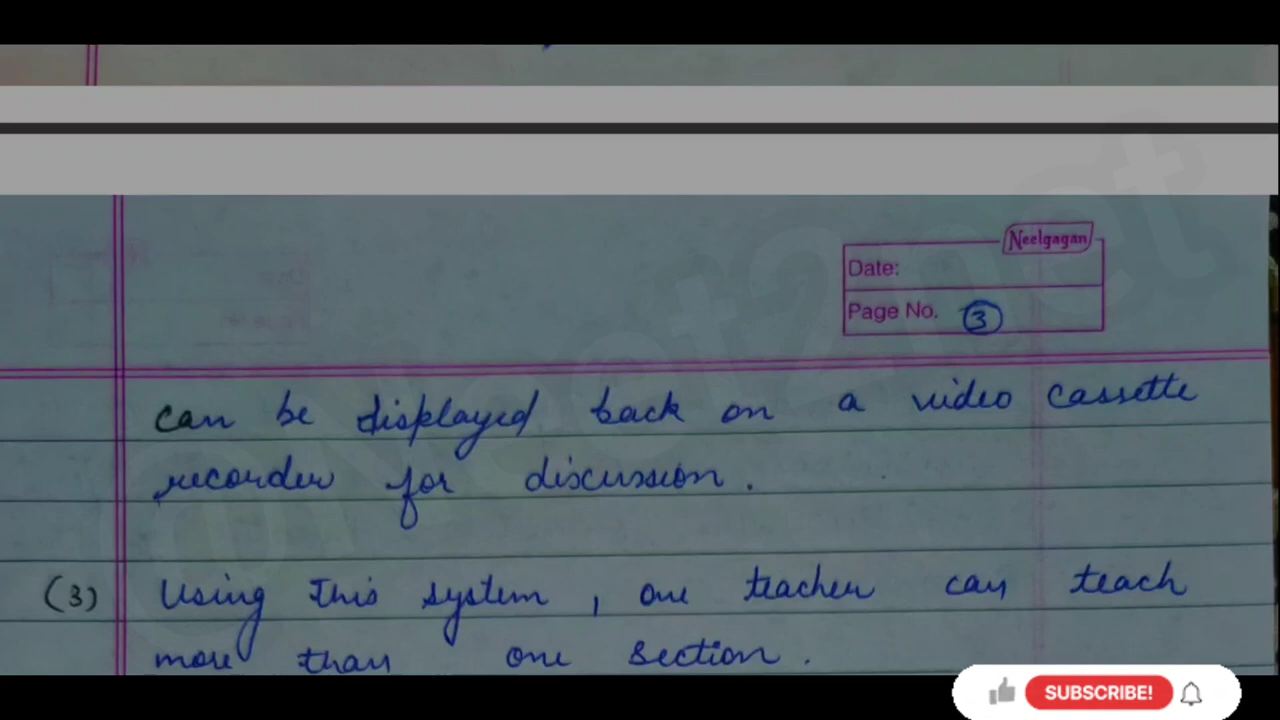 Neelgagan
Date:
Page No. 3
can be displayed back on a video cassette
recorder for discussion.
(3) Using this system, one teacher can teach
more than one section.
SUBSCRIBE!